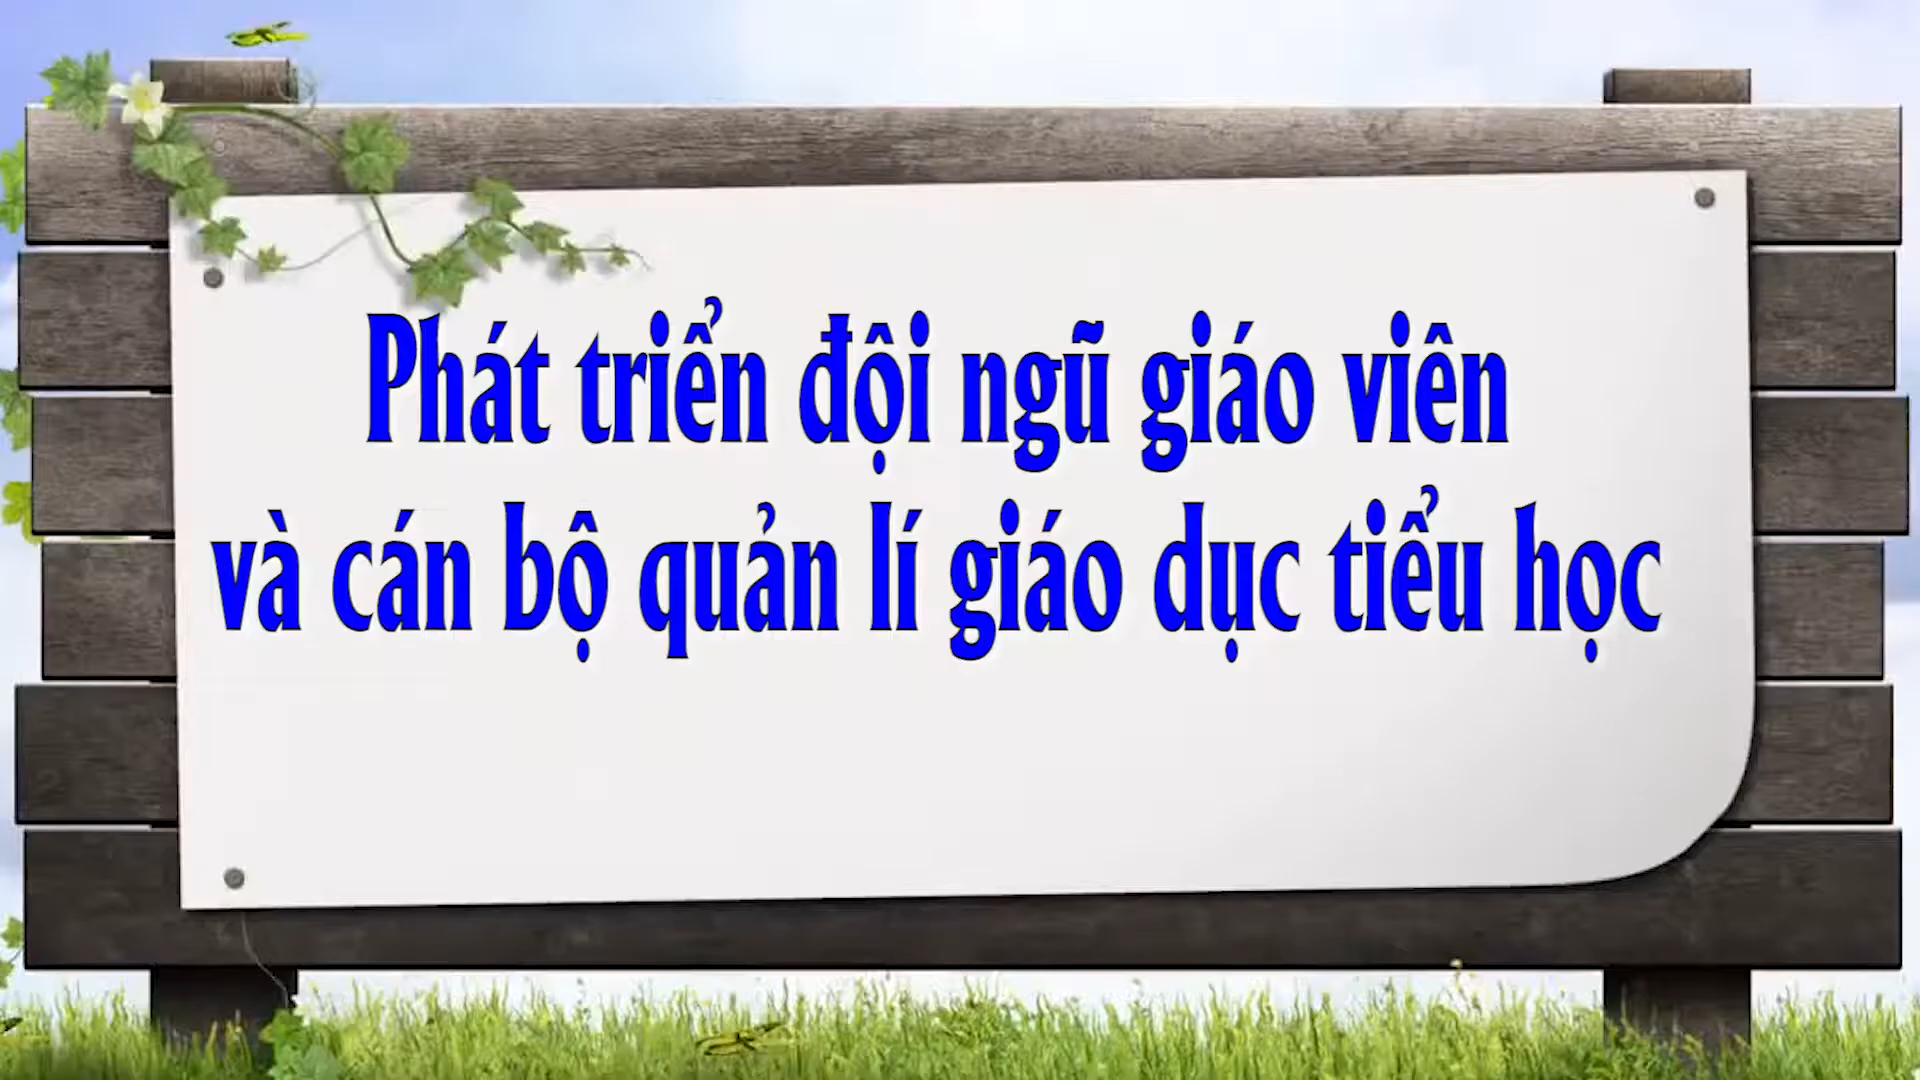 Phát triển đội ngũ giáo viên
và cán bộ quản lí giáo dục tiểu học